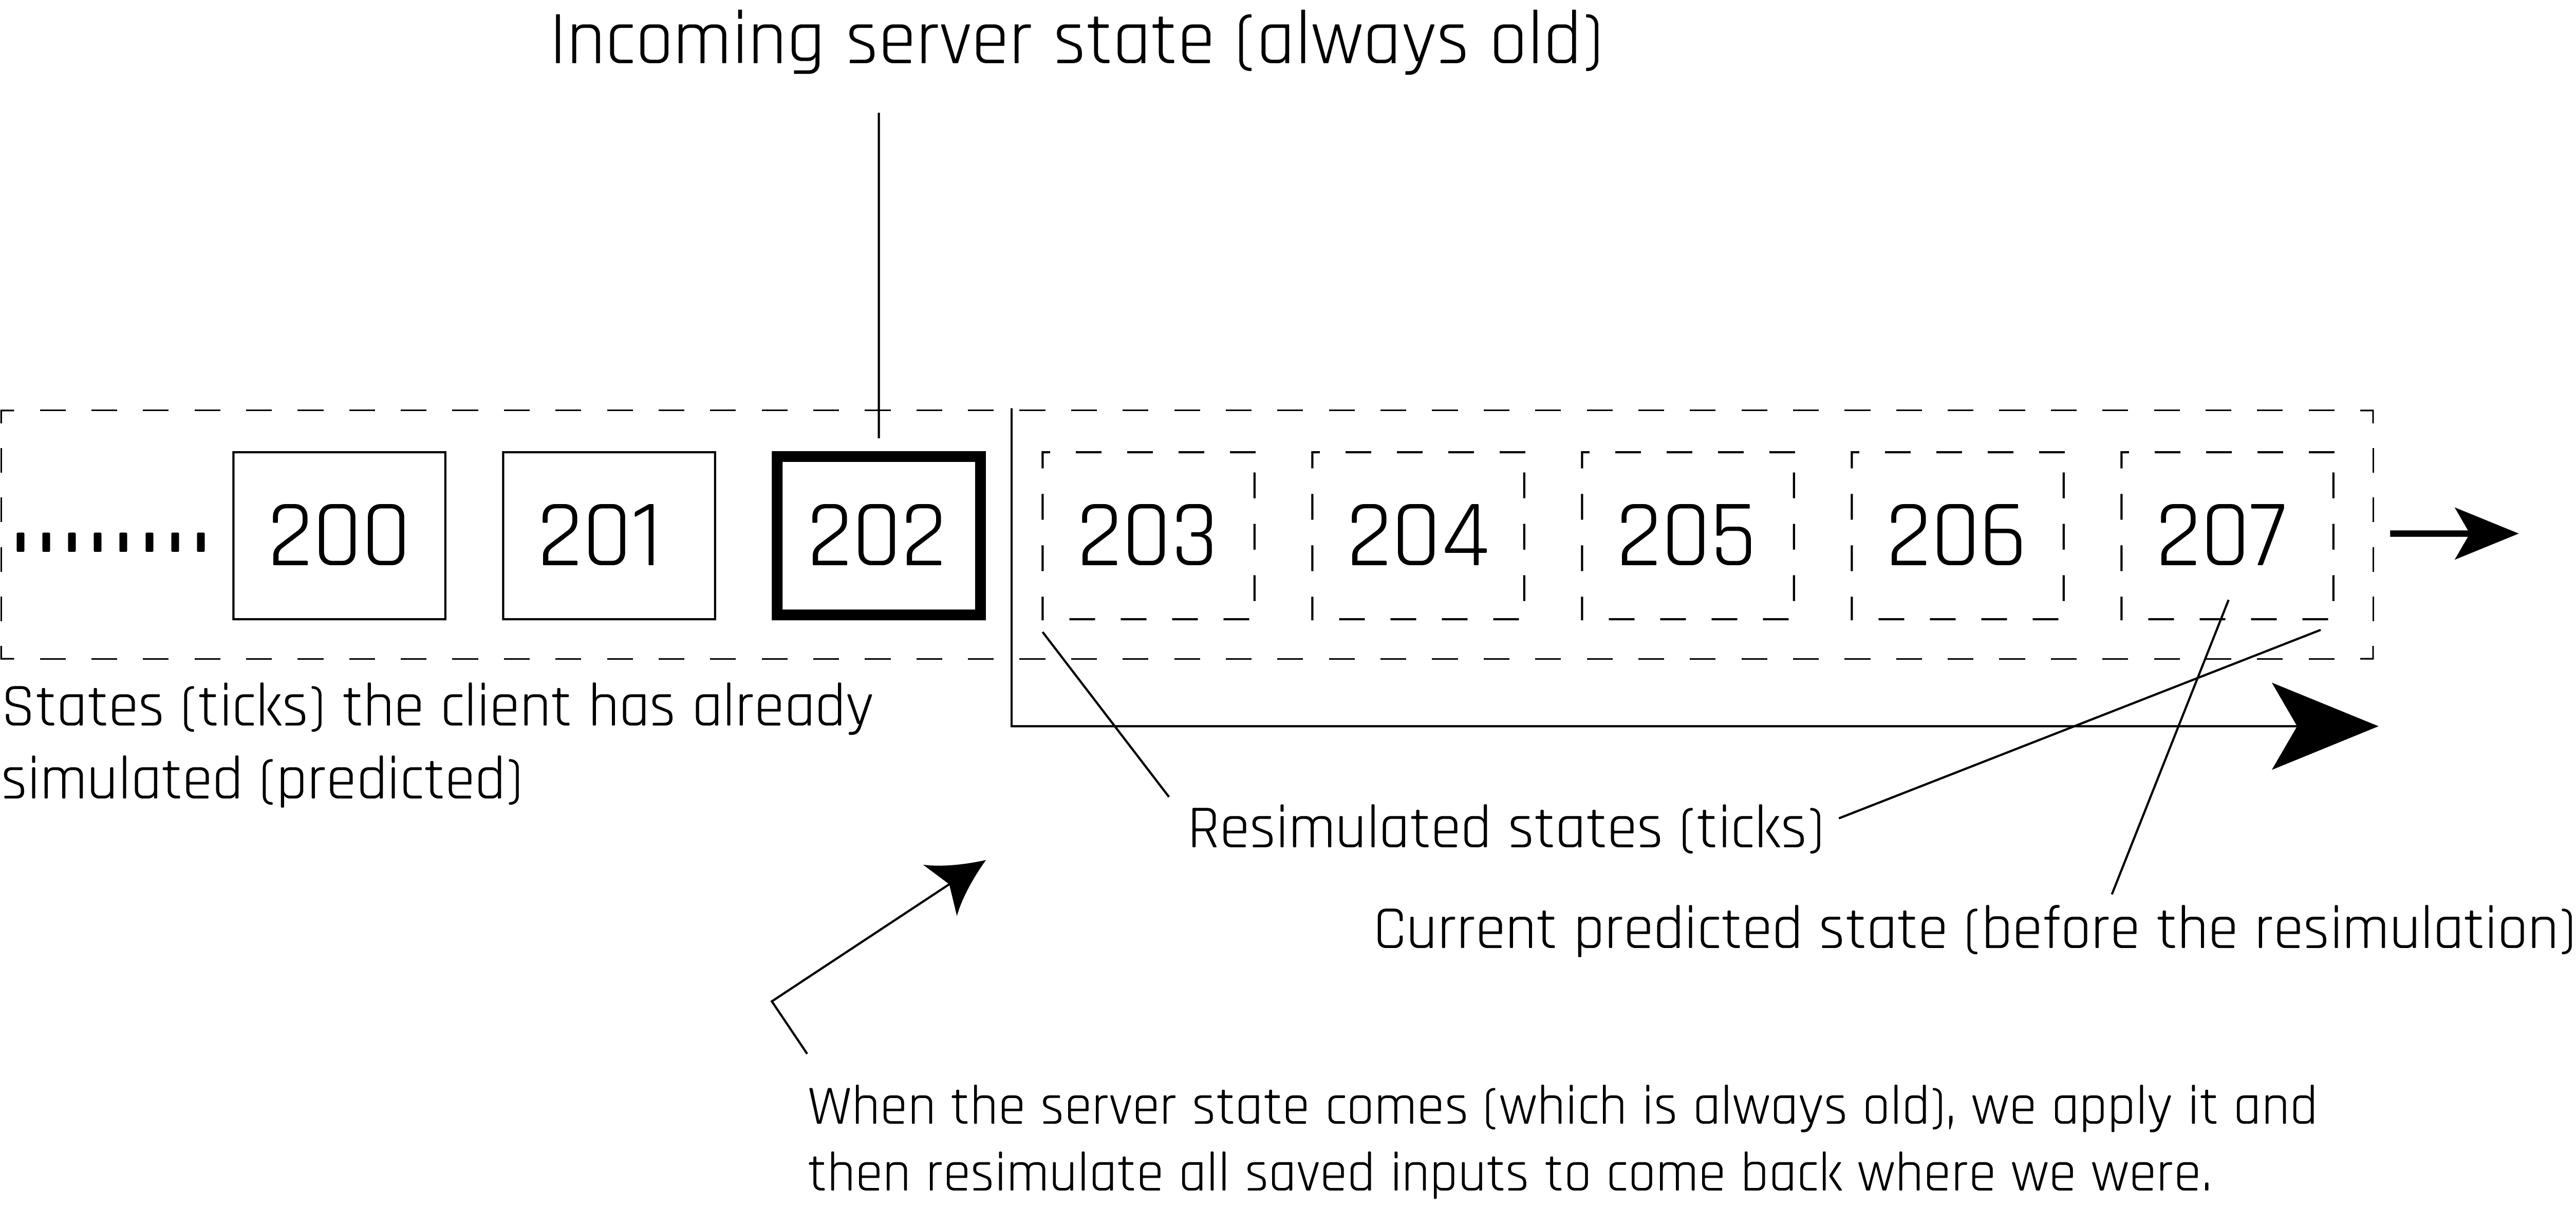 Incoming server state (always old)
200 201 202 203 204 205 206 207
States (ticks) the client has already
simulated (predicted)
Resimulated states (ticks)
Current predicted state (before the resimulation)
When the server state comes (which is always old), we apply it and
then resimulate all saved inputs to come back where we were.